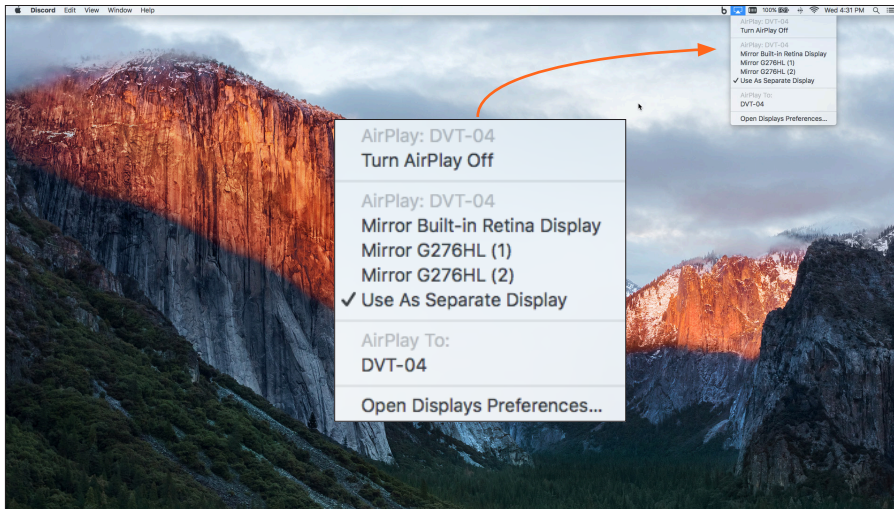 Discord Edit View Window Help
100% Wed 4:31 PM
AirPlay: DVT-04
Turn AirPlay Off
AirPlay: DVT-04
Mirror Built-in Retina Display
Mirror G276HL (1)
Mirror G276HL (2)
✓ Use As Separate Display
AirPlay To:
DVT-04
Open Displays Preferences...
AirPlay: DVT-04
Turn AirPlay Off
AirPlay: DVT-04
Mirror Built-in Retina Display
Mirror G276HL (1)
Mirror G276HL (2)
✓ Use As Separate Display
AirPlay To:
DVT-04
Open Displays Preferences...